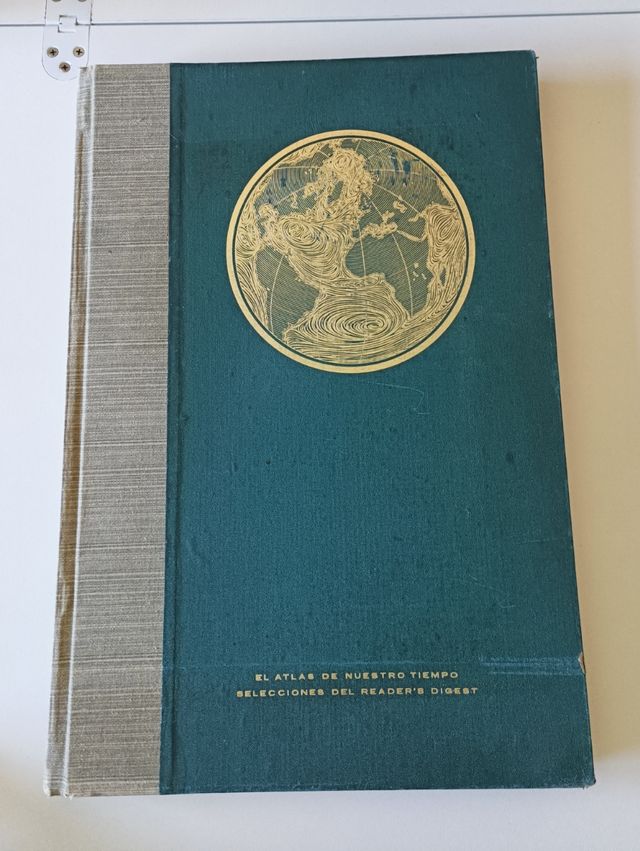 EL ATLAS DE NUESTRO TIEMPO
SELECCIONES DEL READER'S DIGEST